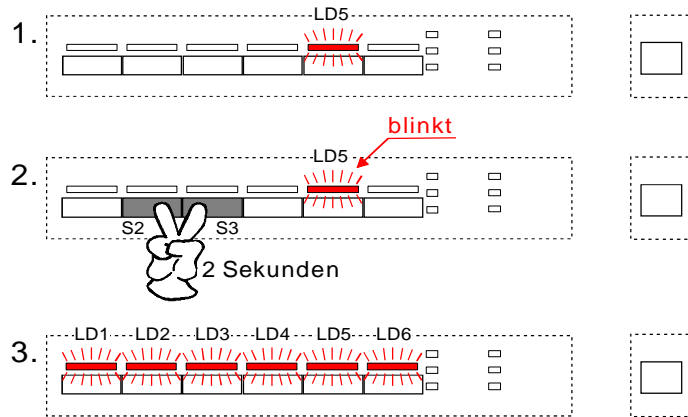 LD5
1.
blinkt
LD5
2.
S2 S3
2 Sekunden
LD1 LD2 LD3 LD4 LD5 LD6
3.